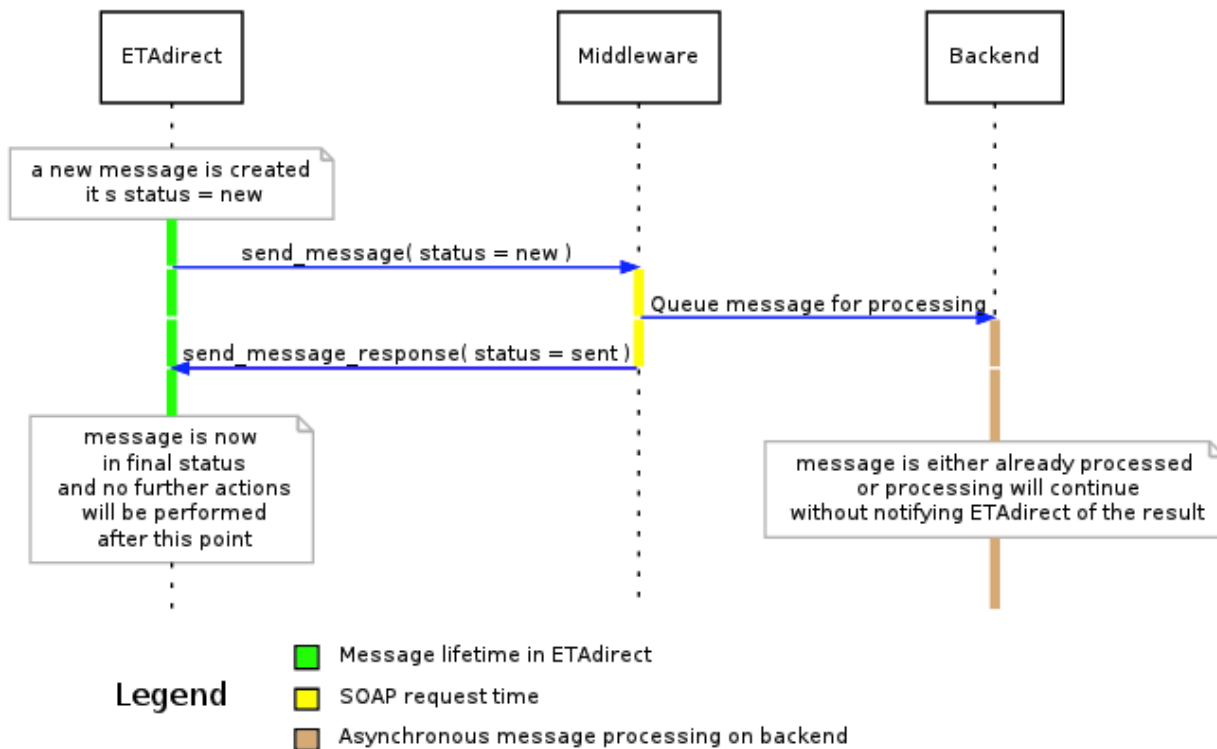 ETAdirect
Middleware
Backend
a new message is created
it s status = new
send_message( status = new )
Queue message for processing
send_message_response( status = sent )
message is now
in final status
and no further actions
will be performed
after this point
message is either already processed
or processing will continue
without notifying ETAdirect of the result
Legend
Message lifetime in ETAdirect
SOAP request time
Asynchronous message processing on backend